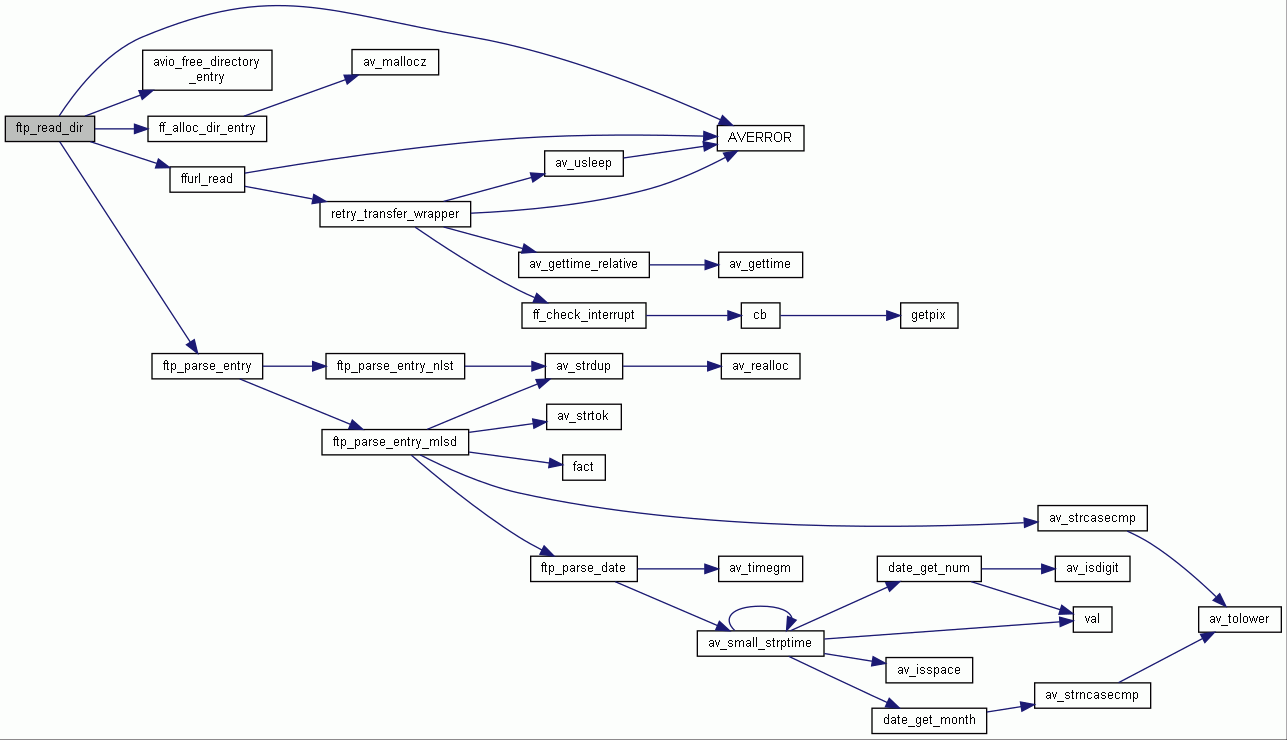 avio_free_directory
_entry
av_mallocz
ftp_read_dir
ff_alloc_dir_entry
AVERROR
av_usleep
ffurl_read
retry_transfer_wrapper
av_gettime_relative
av_gettime
ff_check_interrupt
cb
getpix
ftp_parse_entry
ftp_parse_entry_nlst
av_strdup
av_realloc
av_strtok
ftp_parse_entry_mlsd
fact
av_strcasecmp
ftp_parse_date
av_timegm
date_get_num
av_isdigit
val
av_tolower
av_small_strptime
av_isspace
av_strncasecmp
date_get_month